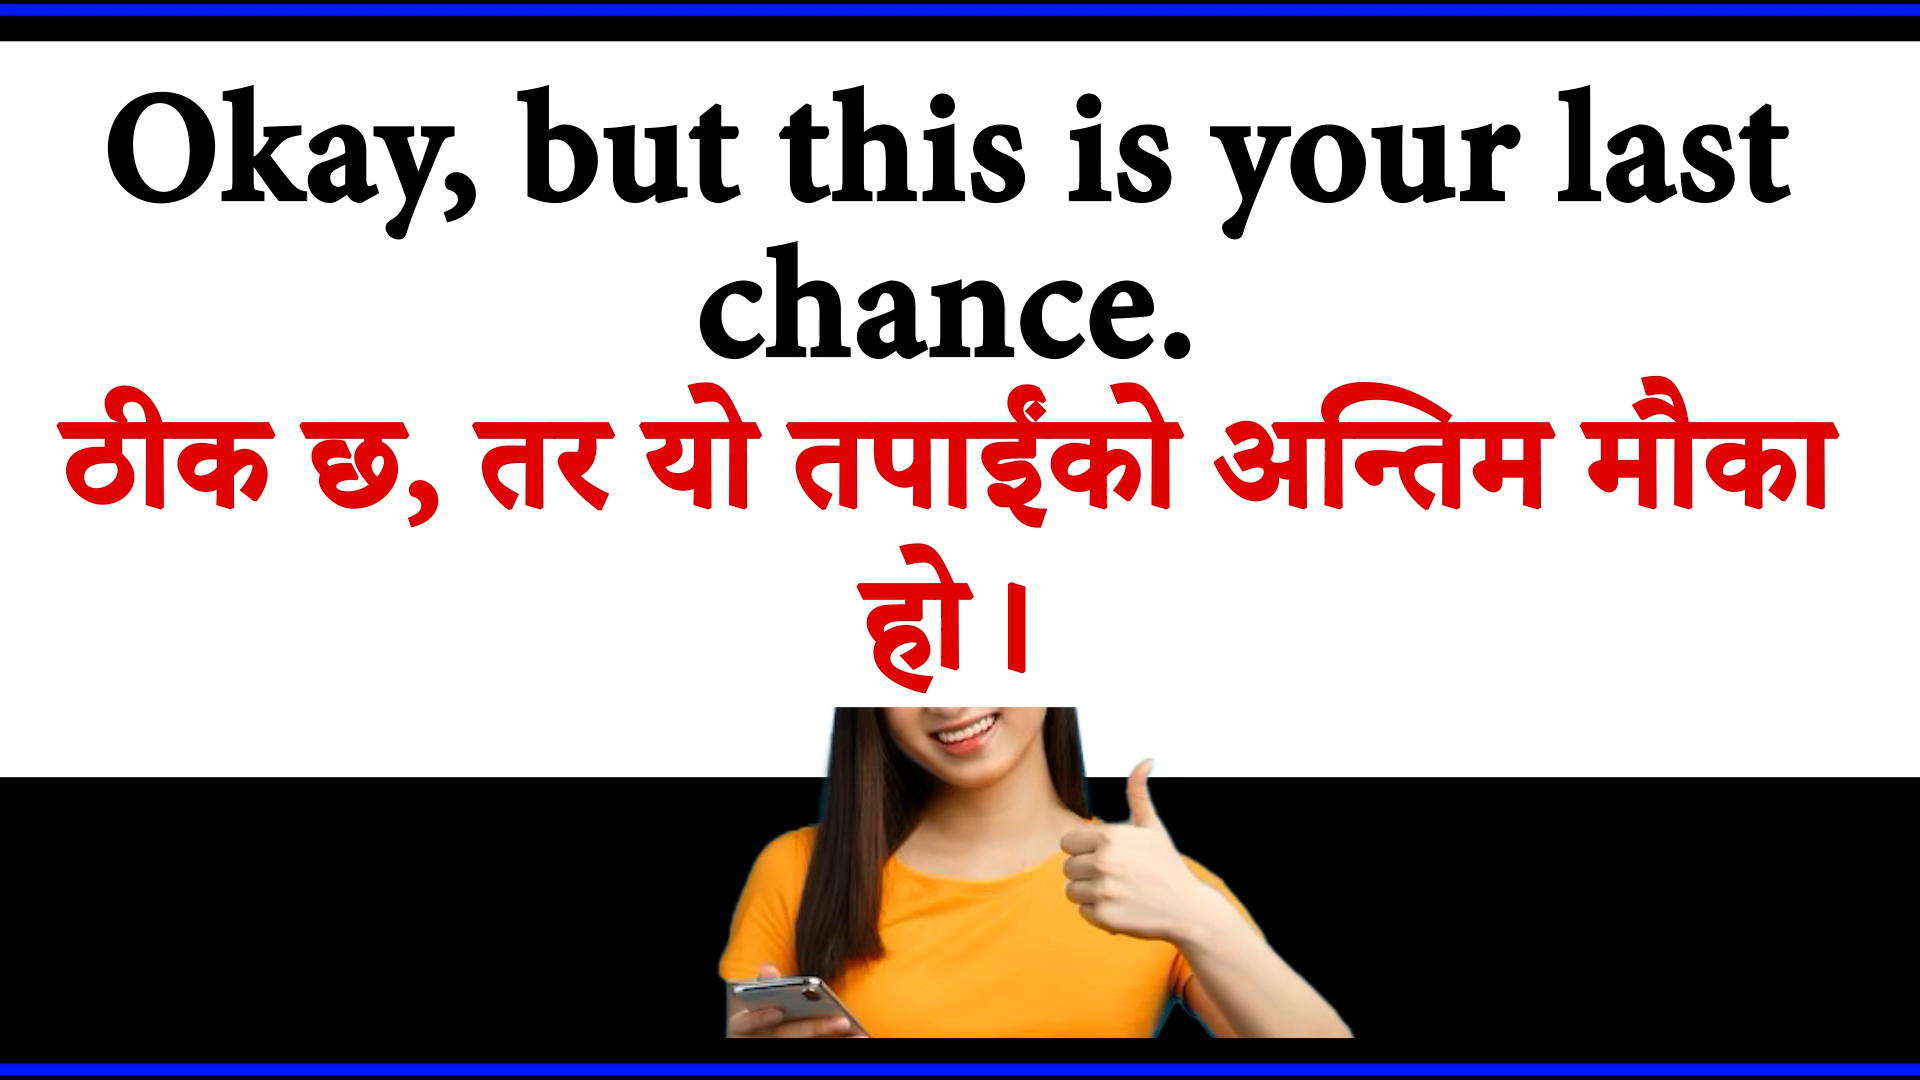 Okay, but this is your last
chance.
ठीक छ, तर यो तपाईंको अन्तिम मौका
हो ।